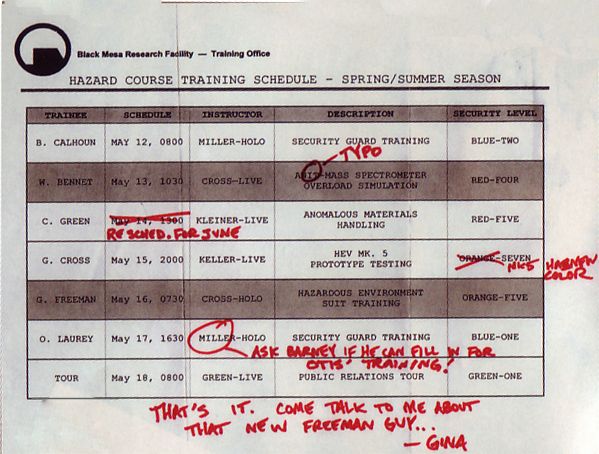 Black Mesa Research Facility — Training Office
HAZARD COURSE TRAINING SCHEDULE - SPRING/SUMMER SEASON
TRAINEE SCHEDULE INSTRUCTOR DESCRIPTION SECURITY LEVEL
B. CALHOUN MAY 12, 0800 MILLER-HOLO SECURITY GUARD TRAINING BLUE-TWO
TYPO
W. BENNET May 13, 1030 CROSS-LIVE ANIT-MASS SPECTROMETER
OVERLOAD SIMULATION RED-FOUR
C. GREEN May 14, 1300 KLEINER-LIVE ANOMALOUS MATERIALS
HANDLING RED-FIVE
RESCHED. FOR JUNE
G. CROSS May 15, 2000 KELLER-LIVE HEV MK. 5
PROTOTYPE TESTING ORANGE-SEVEN
MK5 HAS NEW
COLOR
G. FREEMAN May 16, 0730 CROSS-HOLO HAZARDOUS ENVIRONMENT
SUIT TRAINING ORANGE-FIVE
O. LAUREY May 17, 1630 MILLER-HOLO SECURITY GUARD TRAINING BLUE-ONE
ASK BARNEY IF HE CAN FILL IN FOR
OTIS' TRAINING!
TOUR May 18, 0800 GREEN-LIVE PUBLIC RELATIONS TOUR GREEN-ONE
THAT'S IT. COME TALK TO ME ABOUT
THAT NEW FREEMAN GUY...
— GINA